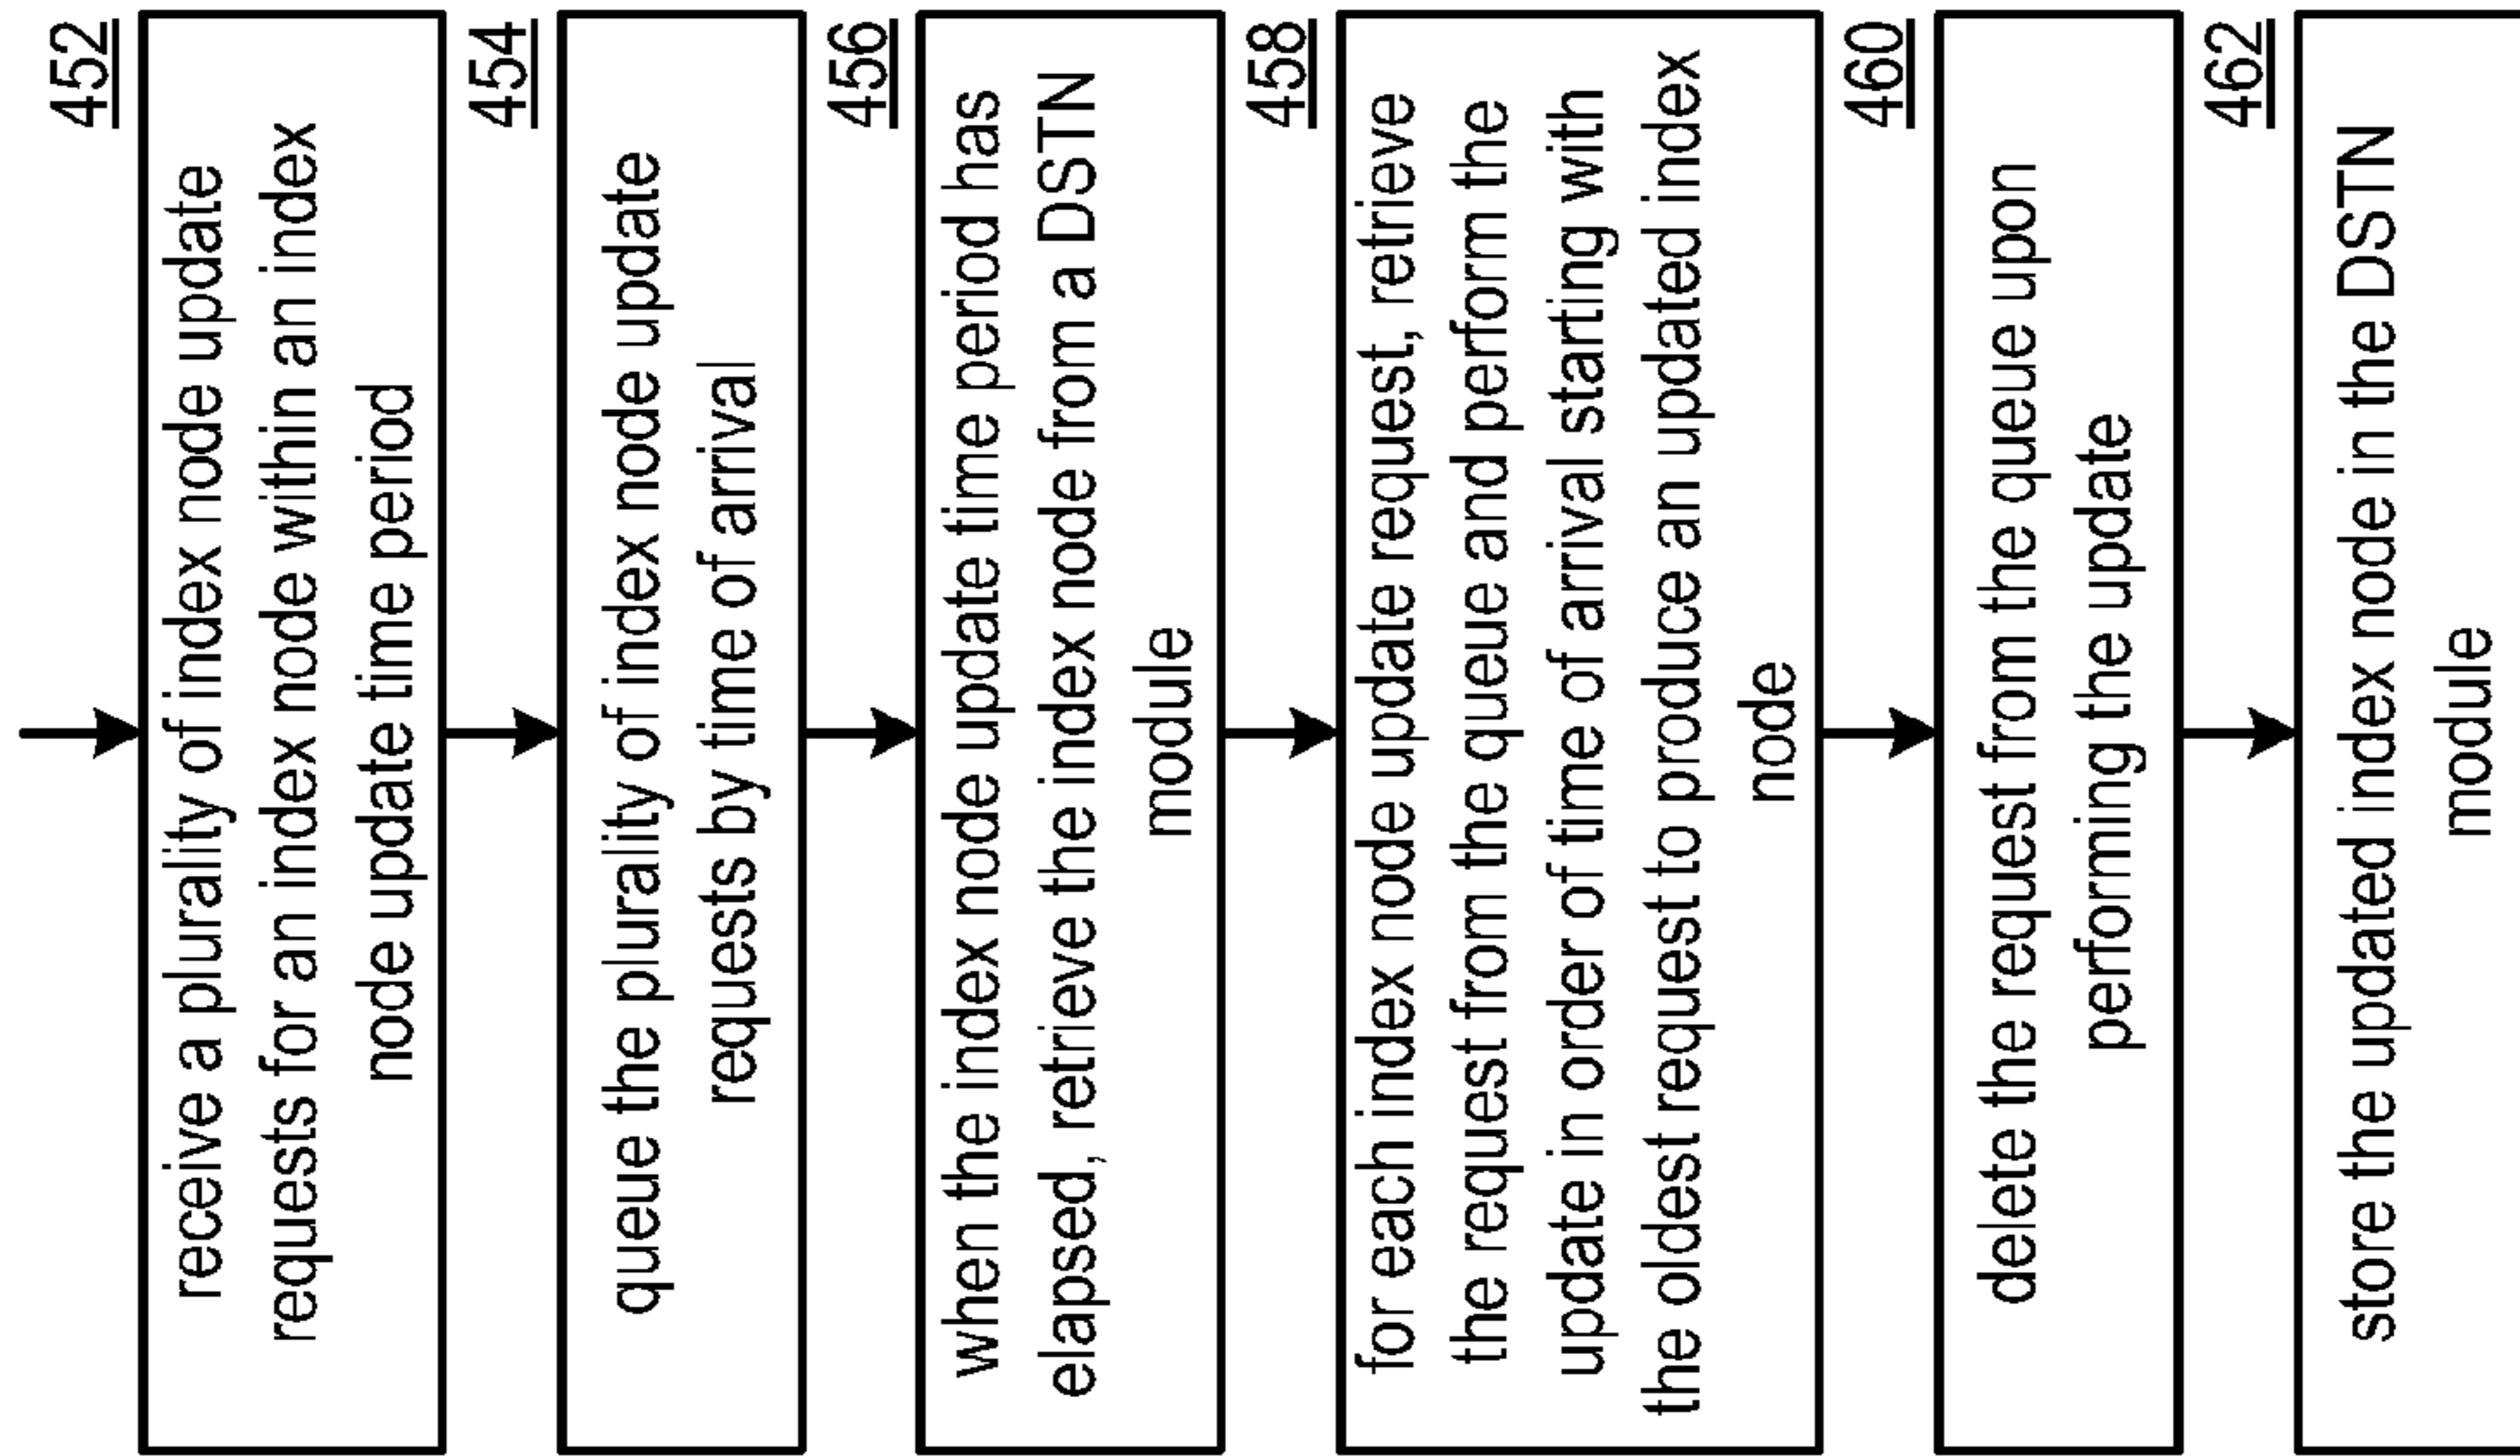 452
receive a plurality of index node update
requests for an index node within an index
node update time period
454
queue the plurality of index node update
requests by time of arrival
456
when the index node update time period has
elapsed, retrieve the index node from a DSTN
module
458
for each index node update request, retrieve
the request from the queue and perform the
update in order of time of arrival starting with
the oldest request to produce an updated index
node
460
delete the request from the queue upon
performing the update
462
store the updated index node in the DSTN
module